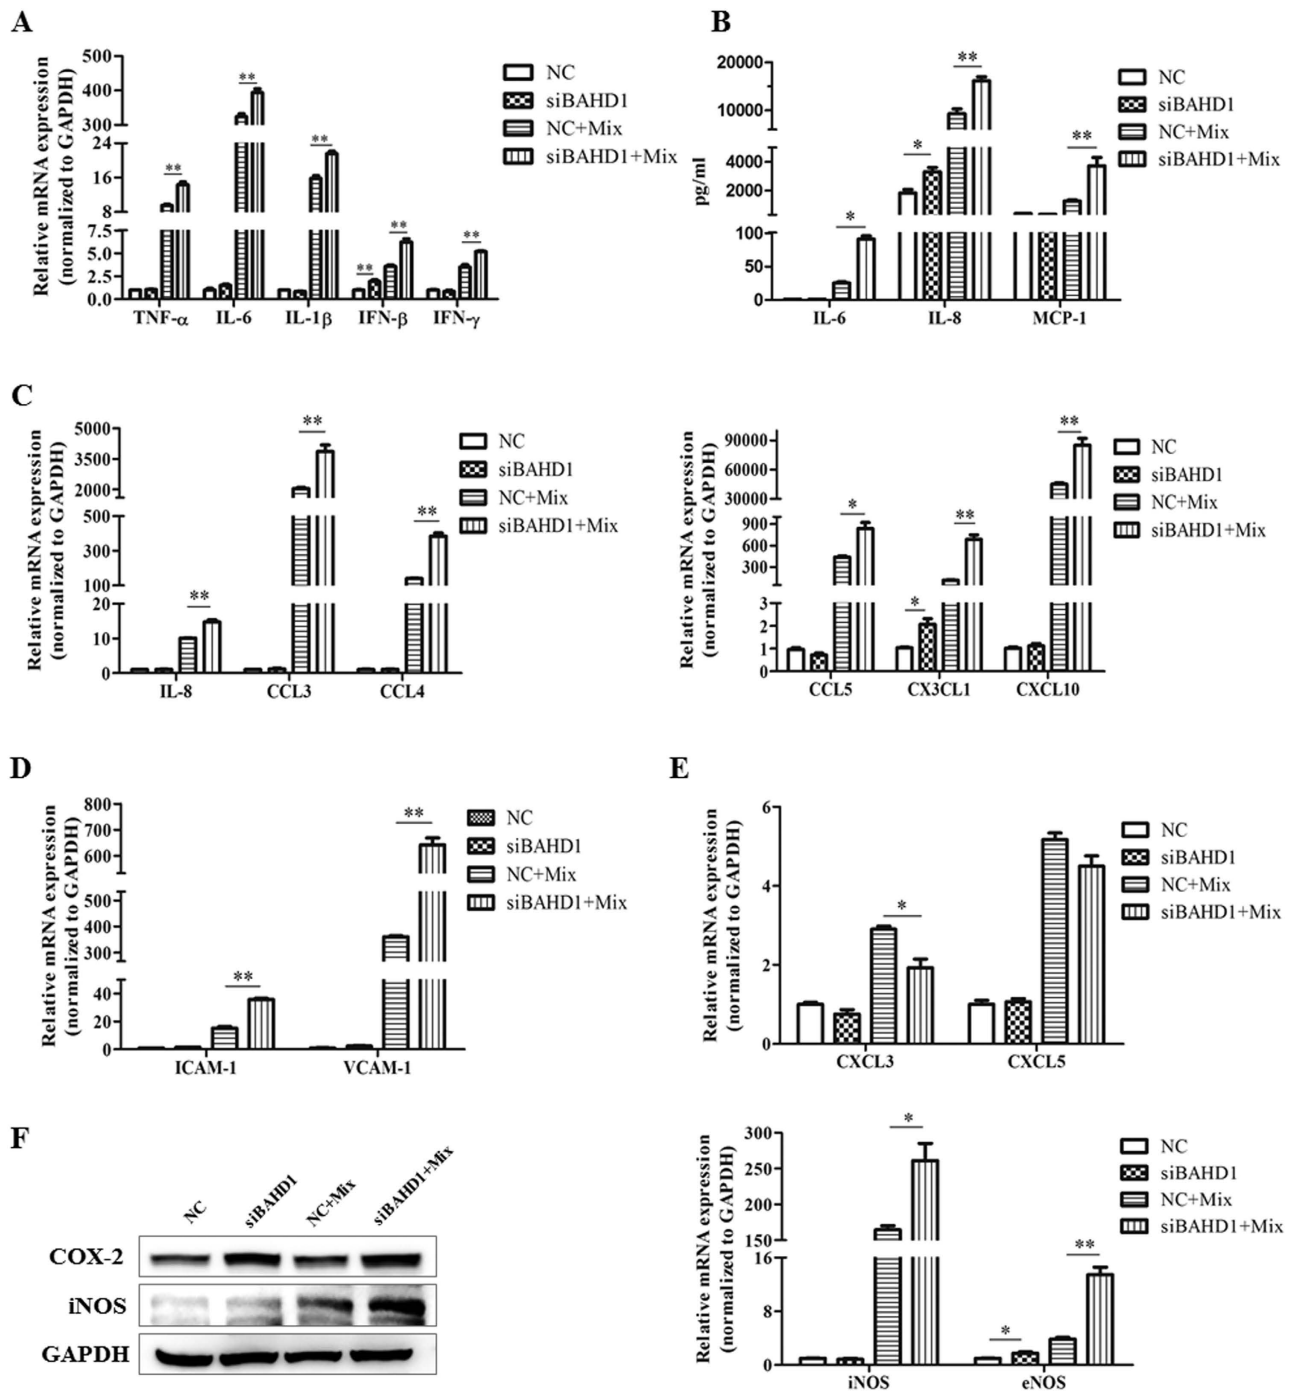 A
Relative mRNA expression
(normalized to GAPDH)
500
400
300
24
16
8
7.5
5.0
2.5
0.0
**
**
**
**
**
**
TNF-α IL-6 IL-1β IFN-β IFN-γ
NC
siBAHD1
NC+Mix
siBAHD1+Mix
B
pg/ml
20000
10000
4000
2000
100
50
0
*
*
**
**
IL-6 IL-8 MCP-1
NC
siBAHD1
NC+Mix
siBAHD1+Mix
C
Relative mRNA expression
(normalized to GAPDH)
5000
3500
2000
500
300
100
20
10
0
**
**
**
IL-8 CCL3 CCL4
NC
siBAHD1
NC+Mix
siBAHD1+Mix
Relative mRNA expression
(normalized to GAPDH)
90000
60000
30000
900
600
300
3
2
1
0
*
*
**
**
CCL5 CX3CL1 CXCL10
NC
siBAHD1
NC+Mix
siBAHD1+Mix
D
Relative mRNA expression
(normalized to GAPDH)
800
700
600
500
400
300
40
20
0
**
**
ICAM-1 VCAM-1
NC
siBAHD1
NC+Mix
siBAHD1+Mix
E
Relative mRNA expression
(normalized to GAPDH)
6
4
2
0
*
CXCL3 CXCL5
NC
siBAHD1
NC+Mix
siBAHD1+Mix
F
NC siBAHD1 NC+Mix siBAHD1+Mix
COX-2
iNOS
GAPDH
Relative mRNA expression
(normalized to GAPDH)
300
250
200
150
16
8
0
*
*
**
iNOS eNOS
NC
siBAHD1
NC+Mix
siBAHD1+Mix